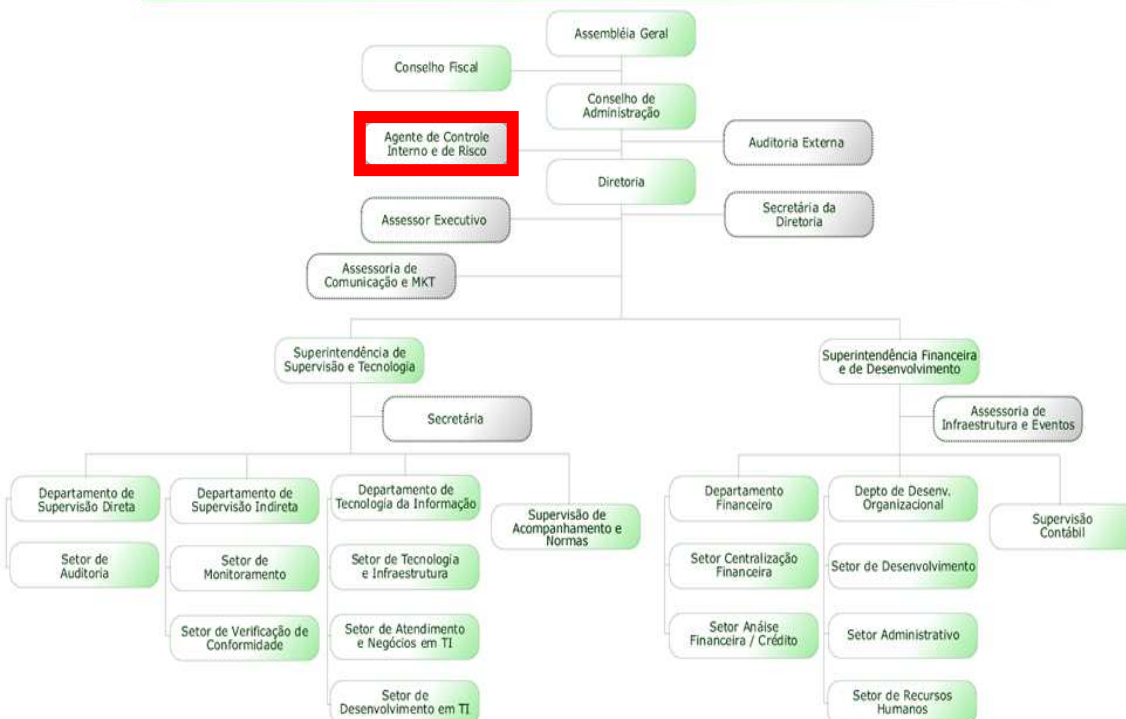 Assembléia Geral
Conselho Fiscal
Conselho de
Administração
Agente de Controle
Interno e de Risco
Auditoria Externa
Diretoria
Assessor Executivo
Secretária da
Diretoria
Assessoria de
Comunicação e MKT
Superintendência de
Supervisão e Tecnologia
Superintendência Financeira
e de Desenvolvimento
Secretária
Assessoria de
Infraestrutura e Eventos
Departamento de
Supervisão Direta
Departamento de
Supervisão Indireta
Departamento de
Tecnologia da Informação
Supervisão de
Acompanhamento e
Normas
Departamento
Financeiro
Depto de Desenv.
Organizacional
Supervisão
Contábil
Setor de
Auditoria
Setor de
Monitoramento
Setor de Tecnologia
e Infraestrutura
Setor Centralização
Financeira
Setor de Desenvolvimento
Setor de Verificação de
Conformidade
Setor de Atendimento
e Negócios em TI
Setor Anáise
Financeira / Crédito
Setor Administrativo
Setor de
Desenvolvimento em TI
Setor de Recursos
Humanos